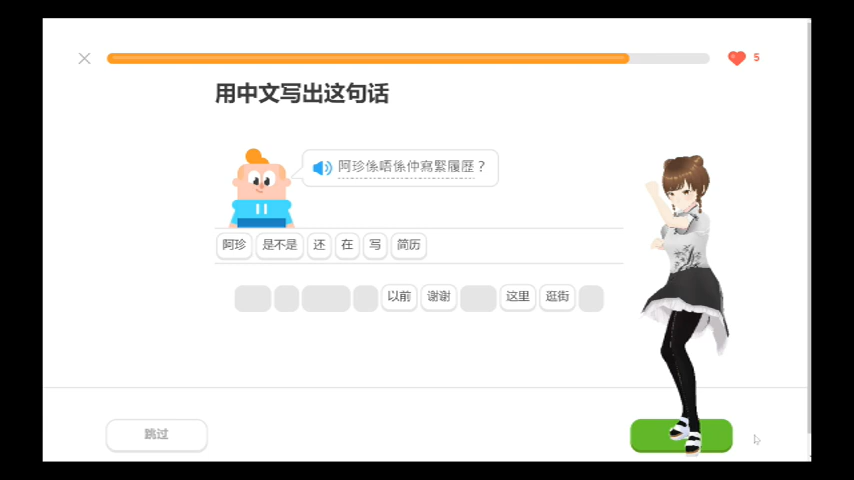 5
用中文写出这句话
阿珍係唔係仲寫緊履歷？
阿珍 是不是 还 在 写 简历
以前 谢谢 这里 逛街
跳过